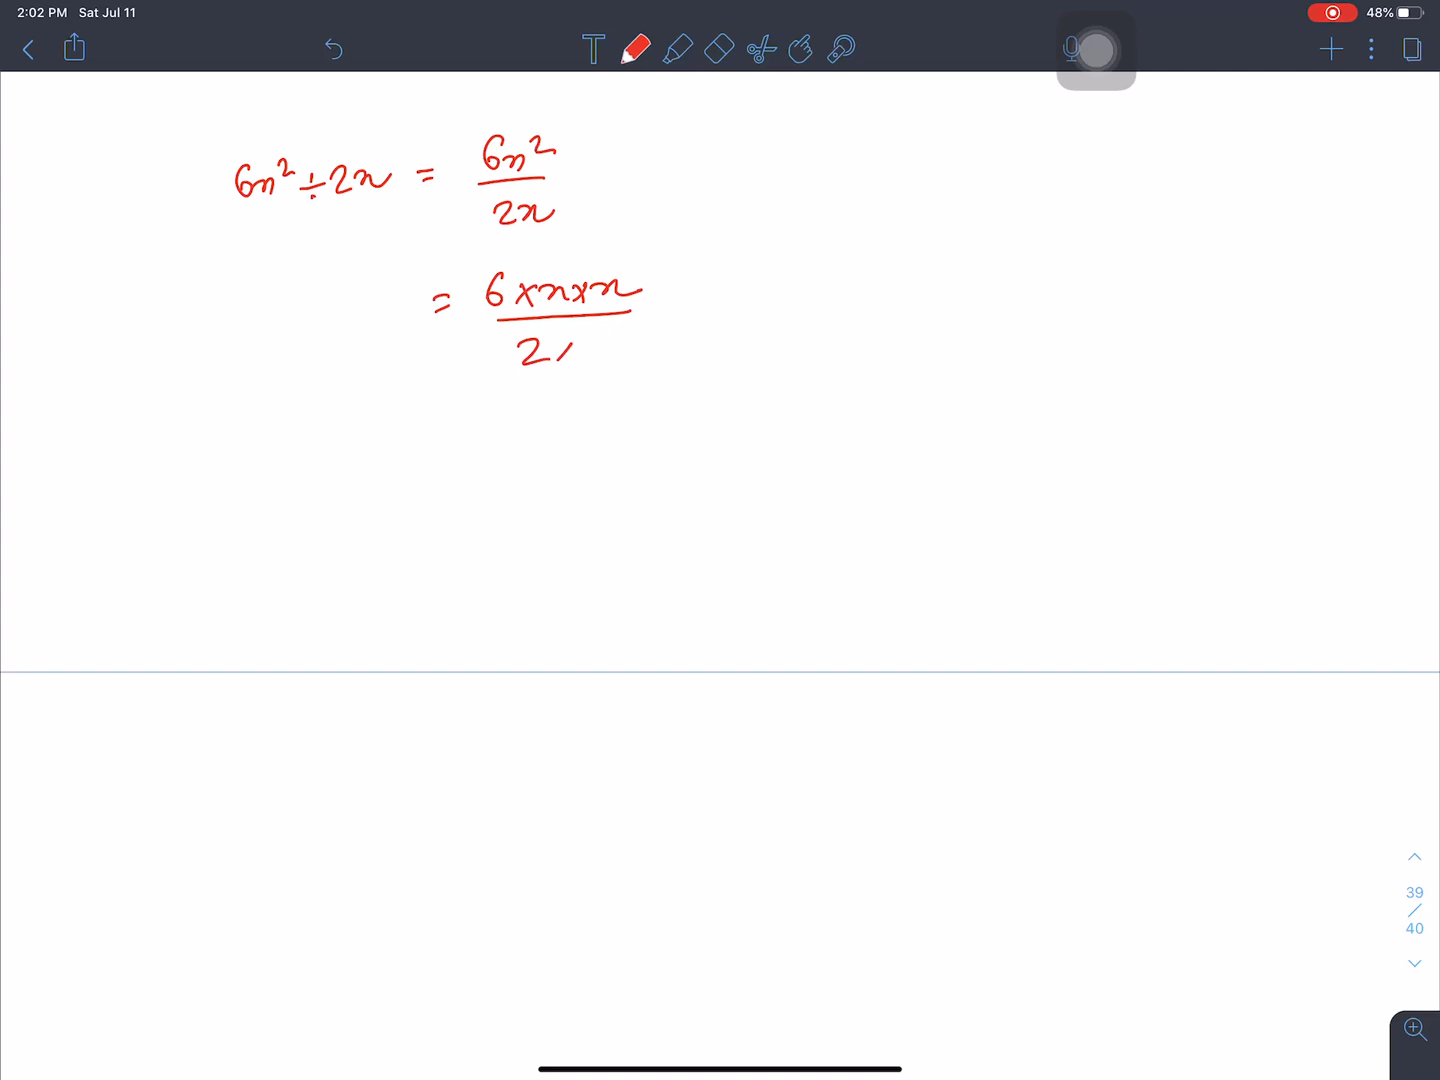 2:02 PM Sat Jul 11
48%
T
6x² ÷ 2x = 6x² / 2x
= 6 × x × x / 2
39
40